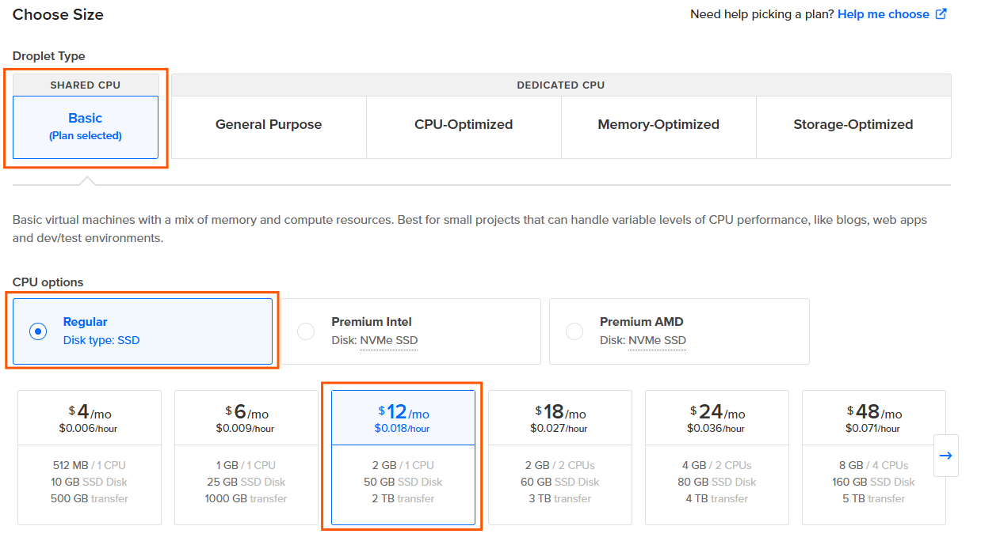 Choose Size
Need help picking a plan? Help me choose
Droplet Type
SHARED CPU
DEDICATED CPU
Basic
(Plan selected)
General Purpose
CPU-Optimized
Memory-Optimized
Storage-Optimized
Basic virtual machines with a mix of memory and compute resources. Best for small projects that can handle variable levels of CPU performance, like blogs, web apps
and dev/test environments.
CPU options
Regular
Disk type: SSD
Premium Intel
Disk: NVMe SSD
Premium AMD
Disk: NVMe SSD
$4/mo
$0.006/hour
512 MB / 1 CPU
10 GB SSD Disk
500 GB transfer
$6/mo
$0.009/hour
1 GB / 1 CPU
25 GB SSD Disk
1000 GB transfer
$12/mo
$0.018/hour
2 GB / 1 CPU
50 GB SSD Disk
2 TB transfer
$18/mo
$0.027/hour
2 GB / 2 CPUs
60 GB SSD Disk
3 TB transfer
$24/mo
$0.036/hour
4 GB / 2 CPUs
80 GB SSD Disk
4 TB transfer
$48/mo
$0.071/hour
8 GB / 4 CPUs
160 GB SSD Disk
5 TB transfer